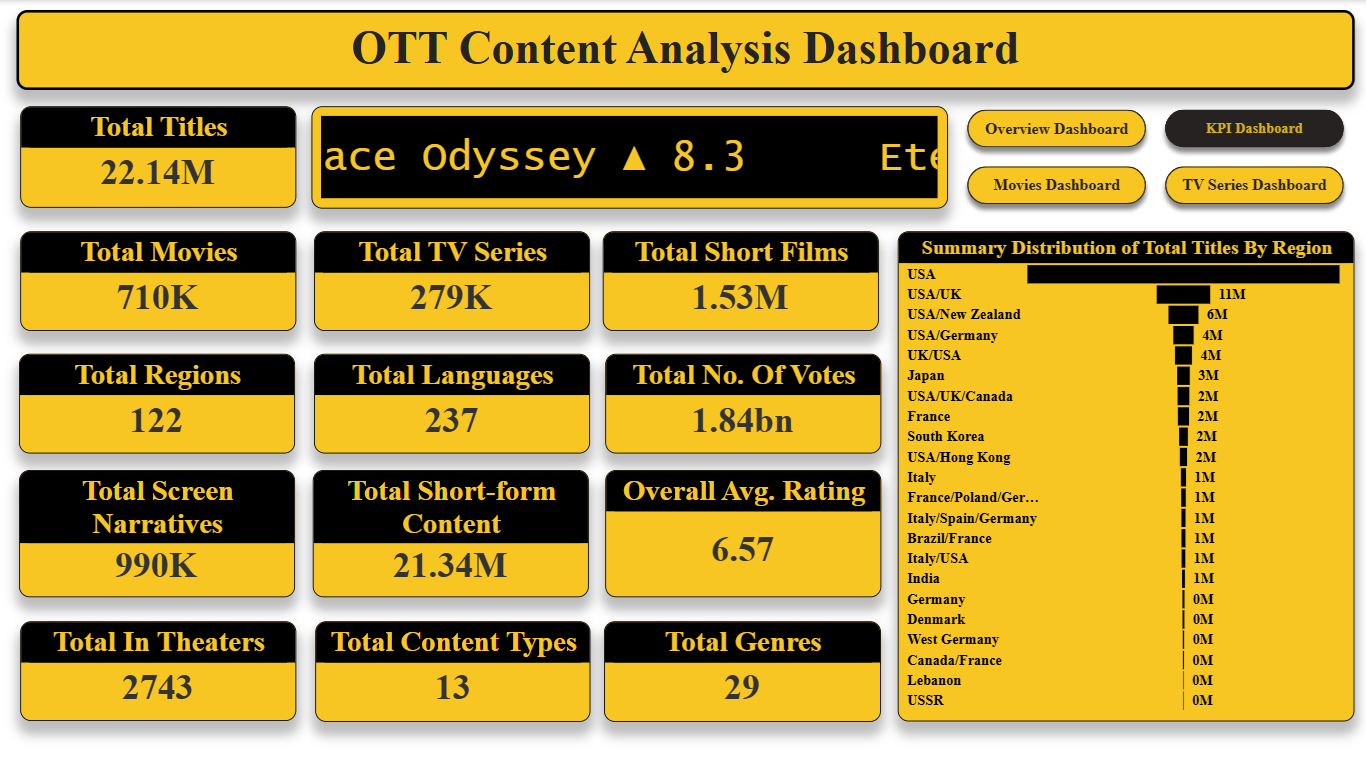 OTT Content Analysis Dashboard
Total Titles
22.14M
ace Odyssey ▲ 8.3 Ete
Overview Dashboard
KPI Dashboard
Movies Dashboard
TV Series Dashboard
Total Movies
710K
Total TV Series
279K
Total Short Films
1.53M
Total Regions
122
Total Languages
237
Total No. Of Votes
1.84bn
Total Screen
Narratives
990K
Total Short-form
Content
21.34M
Overall Avg. Rating
6.57
Total In Theaters
2743
Total Content Types
13
Total Genres
29
Summary Distribution of Total Titles By Region
USA
USA/UK 11M
USA/New Zealand 6M
USA/Germany 4M
UK/USA 4M
Japan 3M
USA/UK/Canada 2M
France 2M
South Korea 2M
USA/Hong Kong 2M
Italy 1M
France/Poland/Ger... 1M
Italy/Spain/Germany 1M
Brazil/France 1M
Italy/USA 1M
India 1M
Germany 0M
Denmark 0M
West Germany 0M
Canada/France 0M
Lebanon 0M
USSR 0M